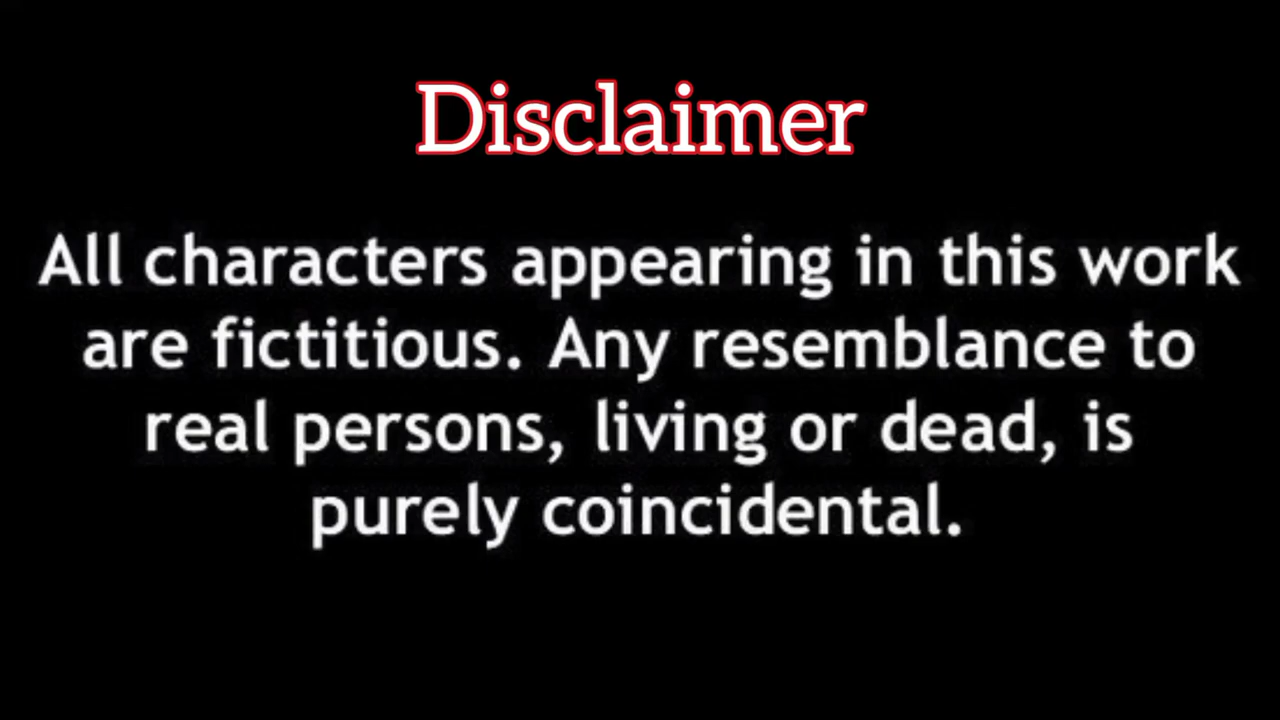 Disclaimer
All characters appearing in this work
are fictitious. Any resemblance to
real persons, living or dead, is
purely coincidental.